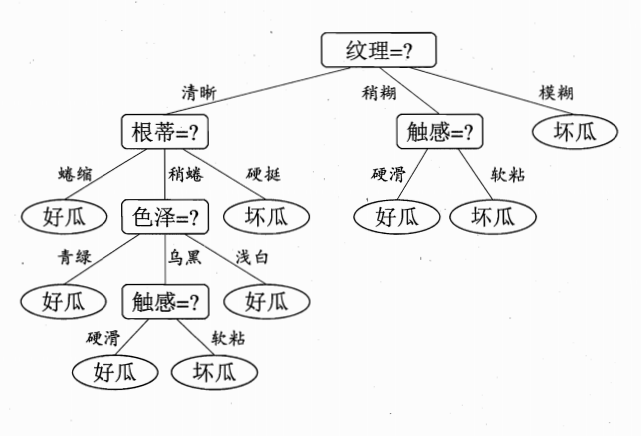 纹理=?
清晰 稍糊 模糊
根蒂=? 触感=? 坏瓜
蜷缩 稍蜷 硬挺 硬滑 软粘
好瓜 色泽=? 坏瓜 好瓜 坏瓜
青绿 乌黑 浅白
好瓜 触感=? 好瓜
硬滑 软粘
好瓜 坏瓜